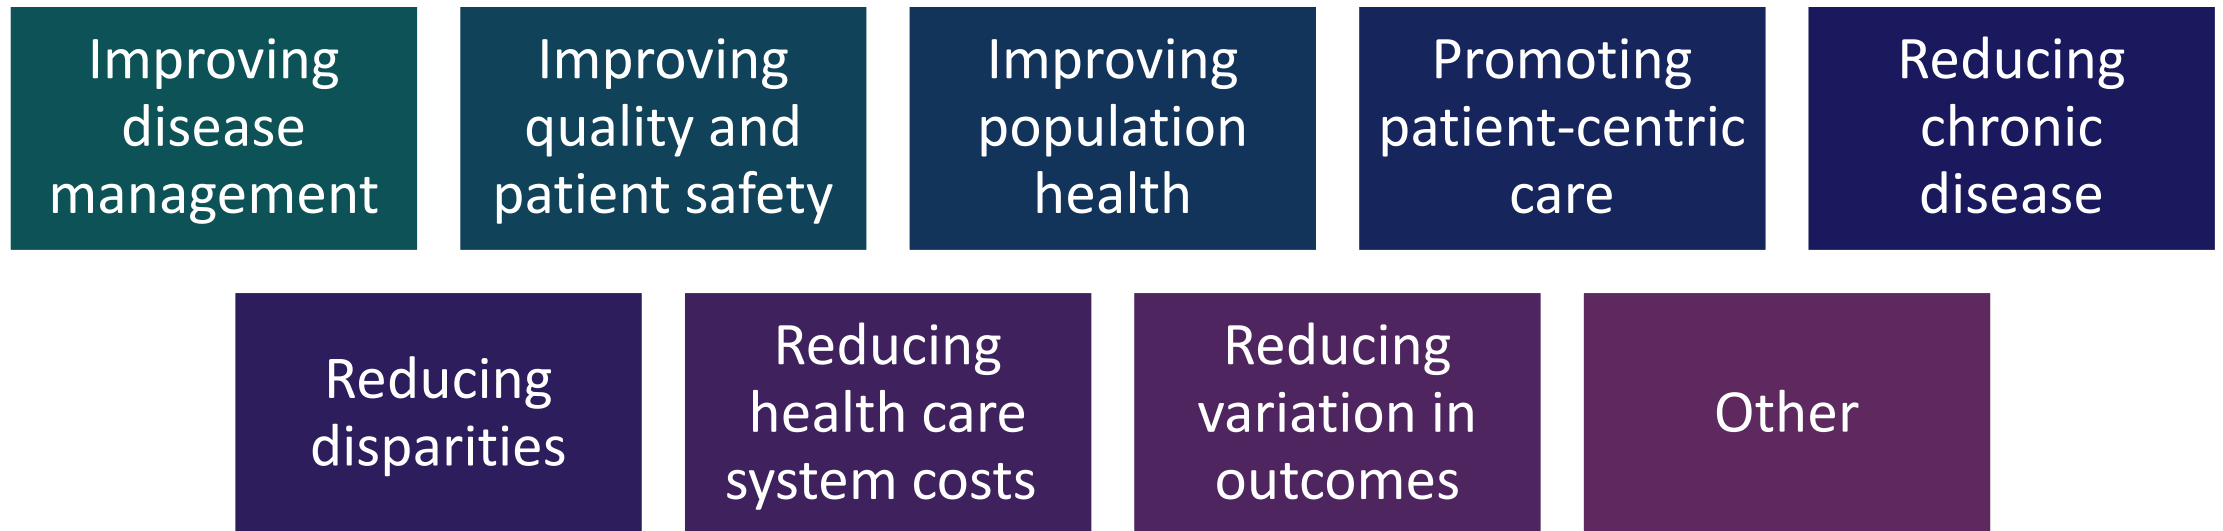 Improving
disease
management
Improving
quality and
patient safety
Improving
population
health
Promoting
patient-centric
care
Reducing
chronic
disease
Reducing
disparities
Reducing
health care
system costs
Reducing
variation in
outcomes
Other